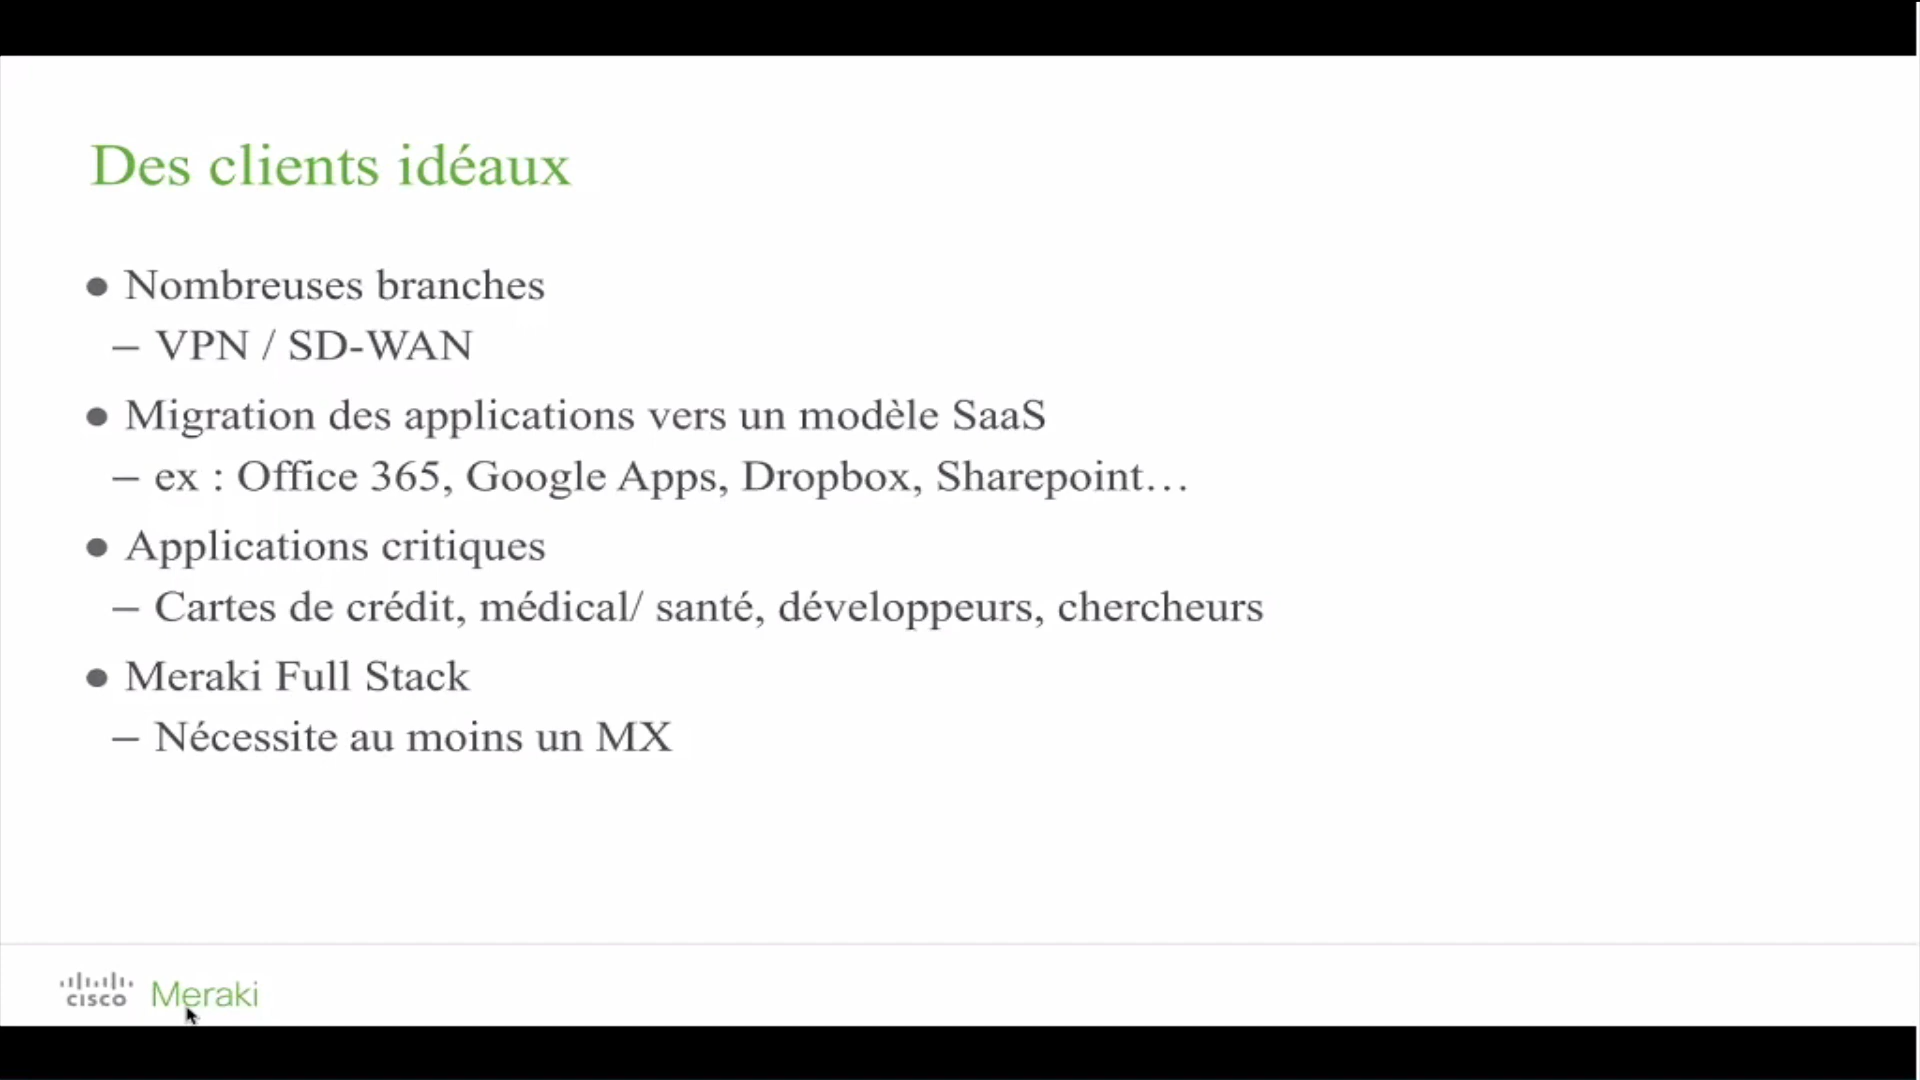 Des clients idéaux
● Nombreuses branches
– VPN / SD-WAN
● Migration des applications vers un modèle SaaS
– ex : Office 365, Google Apps, Dropbox, Sharepoint…
● Applications critiques
– Cartes de crédit, médical/ santé, développeurs, chercheurs
● Meraki Full Stack
– Nécessite au moins un MX
cisco Meraki